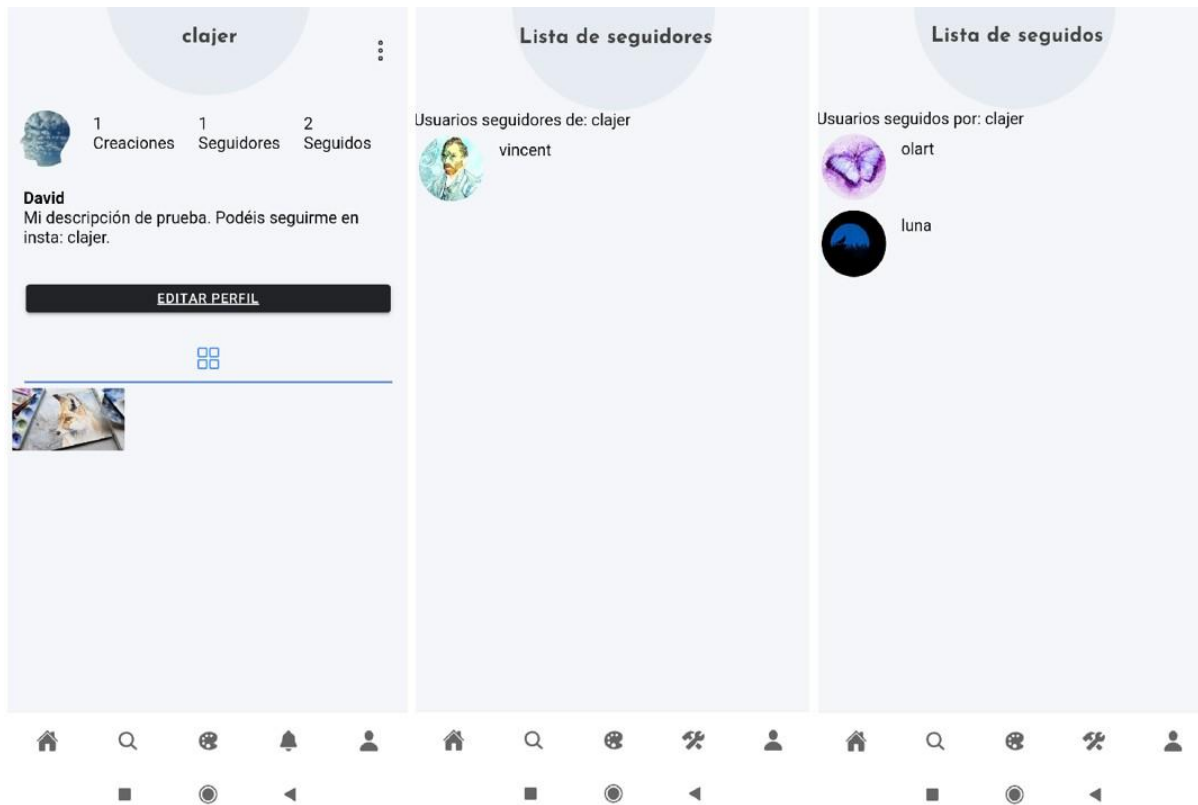 clajer
1
Creaciones
1
Seguidores
2
Seguidos
David
Mi descripción de prueba. Podéis seguirme en
insta: clajer.
EDITAR PERFIL
Lista de seguidores
Usuarios seguidores de: clajer
vincent
Lista de seguidos
Usuarios seguidos por: clajer
olart
luna